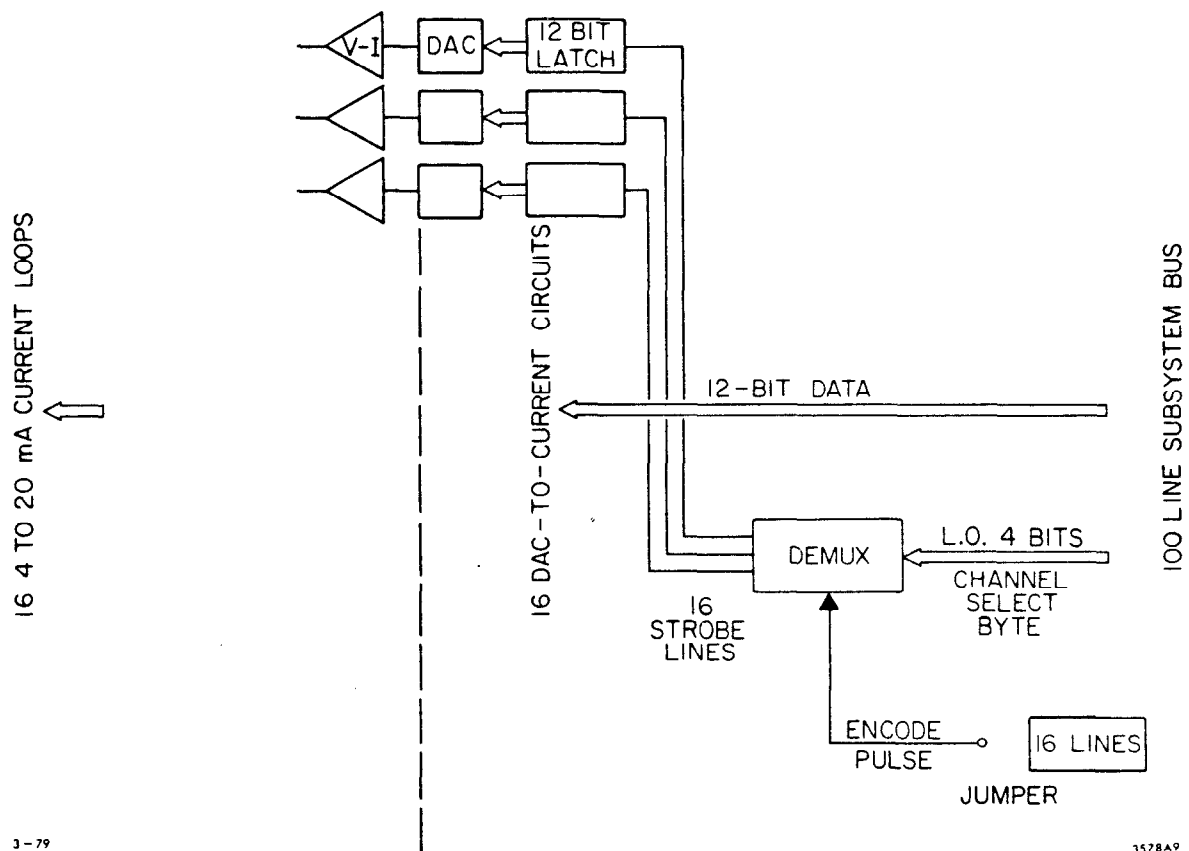 V-I
DAC
12 BIT
LATCH
16 4 TO 20 mA CURRENT LOOPS
16 DAC-TO-CURRENT CIRCUITS
12-BIT DATA
100 LINE SUBSYSTEM BUS
DEMUX
L.O. 4 BITS
CHANNEL
SELECT
BYTE
16
STROBE
LINES
ENCODE
PULSE
16 LINES
JUMPER
3-79
3578A9